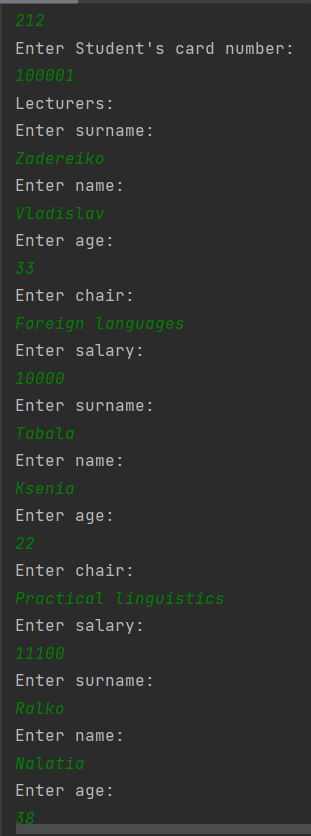 212
Enter Student's card number:
100001
Lecturers:
Enter surname:
Zadereiko
Enter name:
Vladislav
Enter age:
33
Enter chair:
Foreign languages
Enter salary:
10000
Enter surname:
Tabala
Enter name:
Ksenia
Enter age:
22
Enter chair:
Practical linguistics
Enter salary:
11100
Enter surname:
Ralko
Enter name:
Nalatia
Enter age:
38